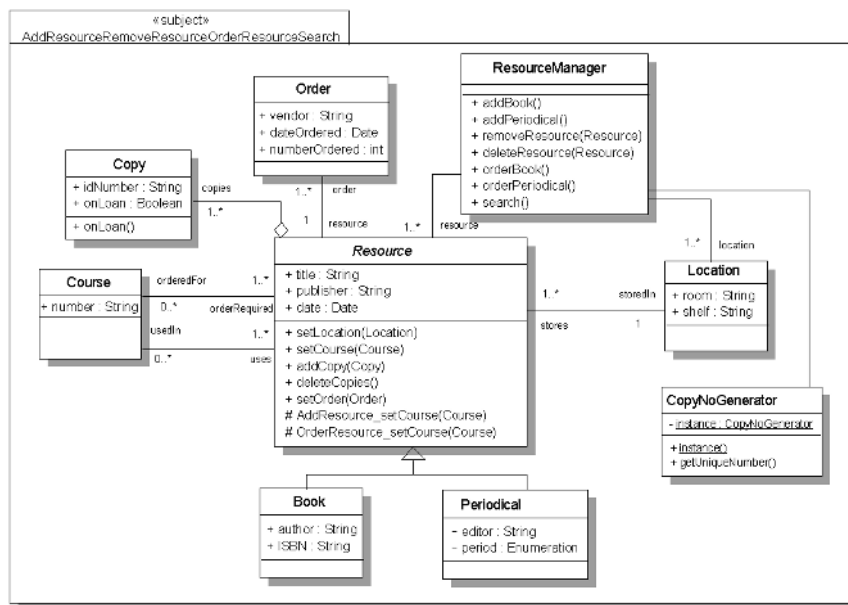 «subject»
AddResourceRemoveResourceOrderResourceSearch
Order
+ vendor : String
+ dateOrdered : Date
+ numberOrdered : int
ResourceManager
+ addBook()
+ addPeriodical()
+ removeResource(Resource)
+ deleteResource(Resource)
+ orderBook()
+ orderPeriodical()
+ search()
Copy
+ idNumber : String
+ onLoan : Boolean
+ onLoan()
copies
1..*
1..*
order
1
resource
1..*
resource
1..*
location
Resource
+ title : String
+ publisher : String
+ date : Date
+ setLocation(Location)
+ setCourse(Course)
+ addCopy(Copy)
+ deleteCopies()
+ setOrder(Order)
# AddResource_setCourse(Course)
# OrderResource_setCourse(Course)
Course
+ number : String
orderedFor
1..*
0..*
orderRequired
usedIn
1..*
0..*
uses
1..*
storedIn
stores
1
Location
+ room : String
+ shelf : String
CopyNoGenerator
- instance : CopyNoGenerator
+ instance()
+ getUniqueNumber()
Book
+ author : String
+ ISBN : String
Periodical
- editor : String
- period : Enumeration